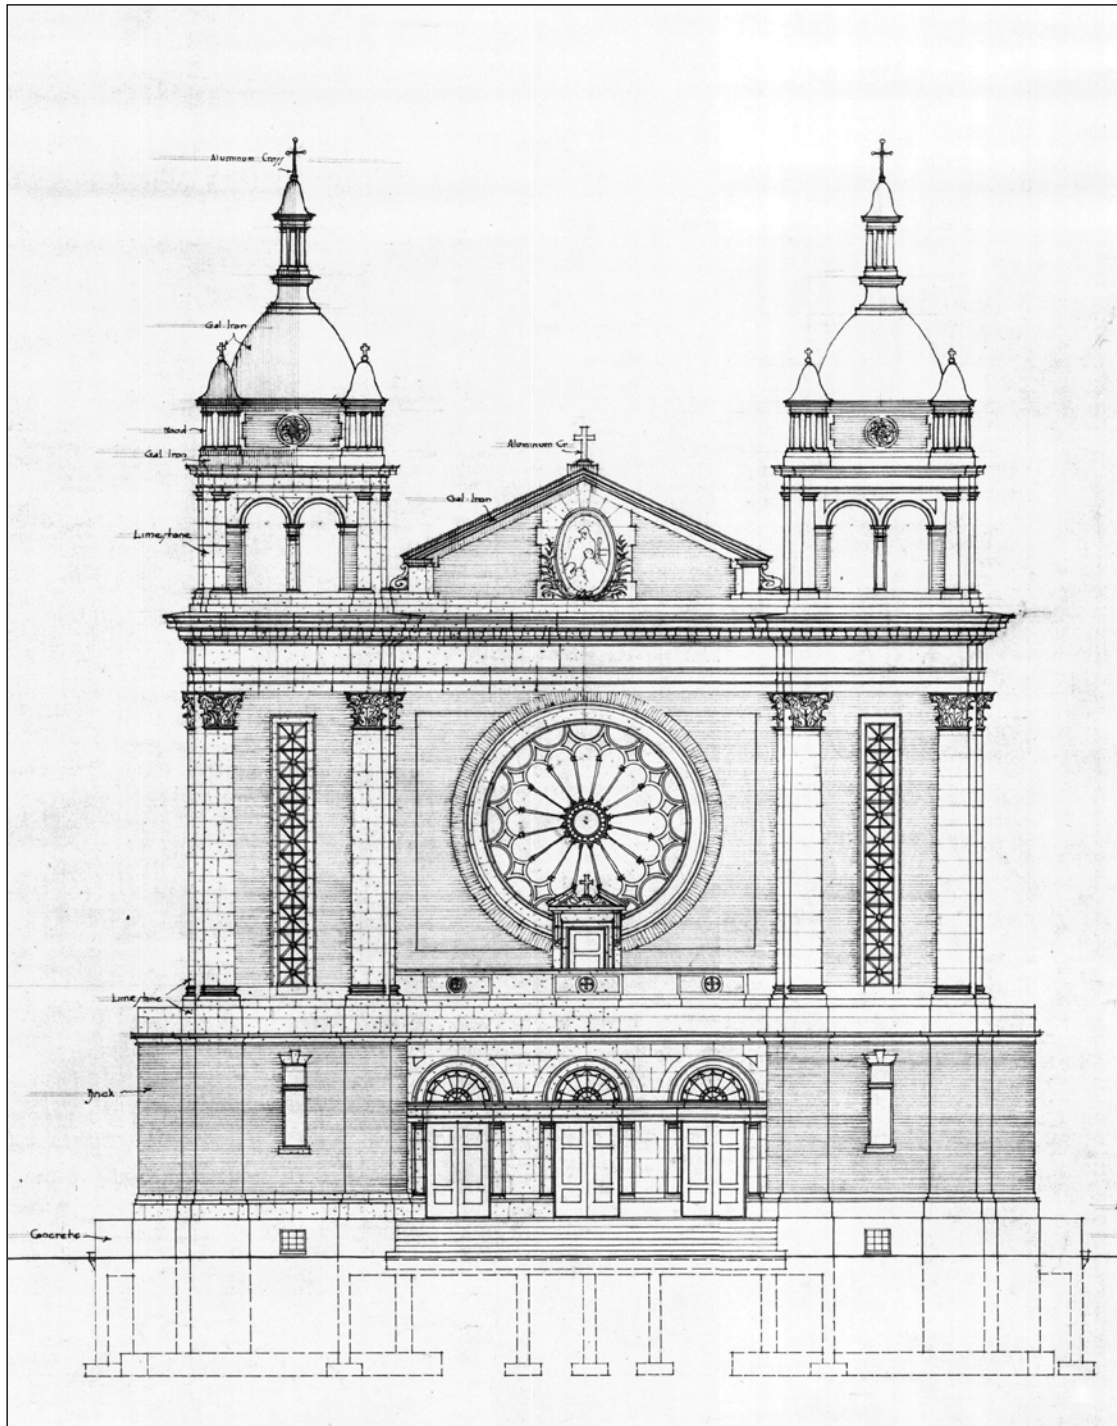 Aluminum Cross
Gal. Iron
Wood
Gal. Iron
Aluminum Cr.
Gal. Iron
Limestone
Limestone
Brick
Concrete